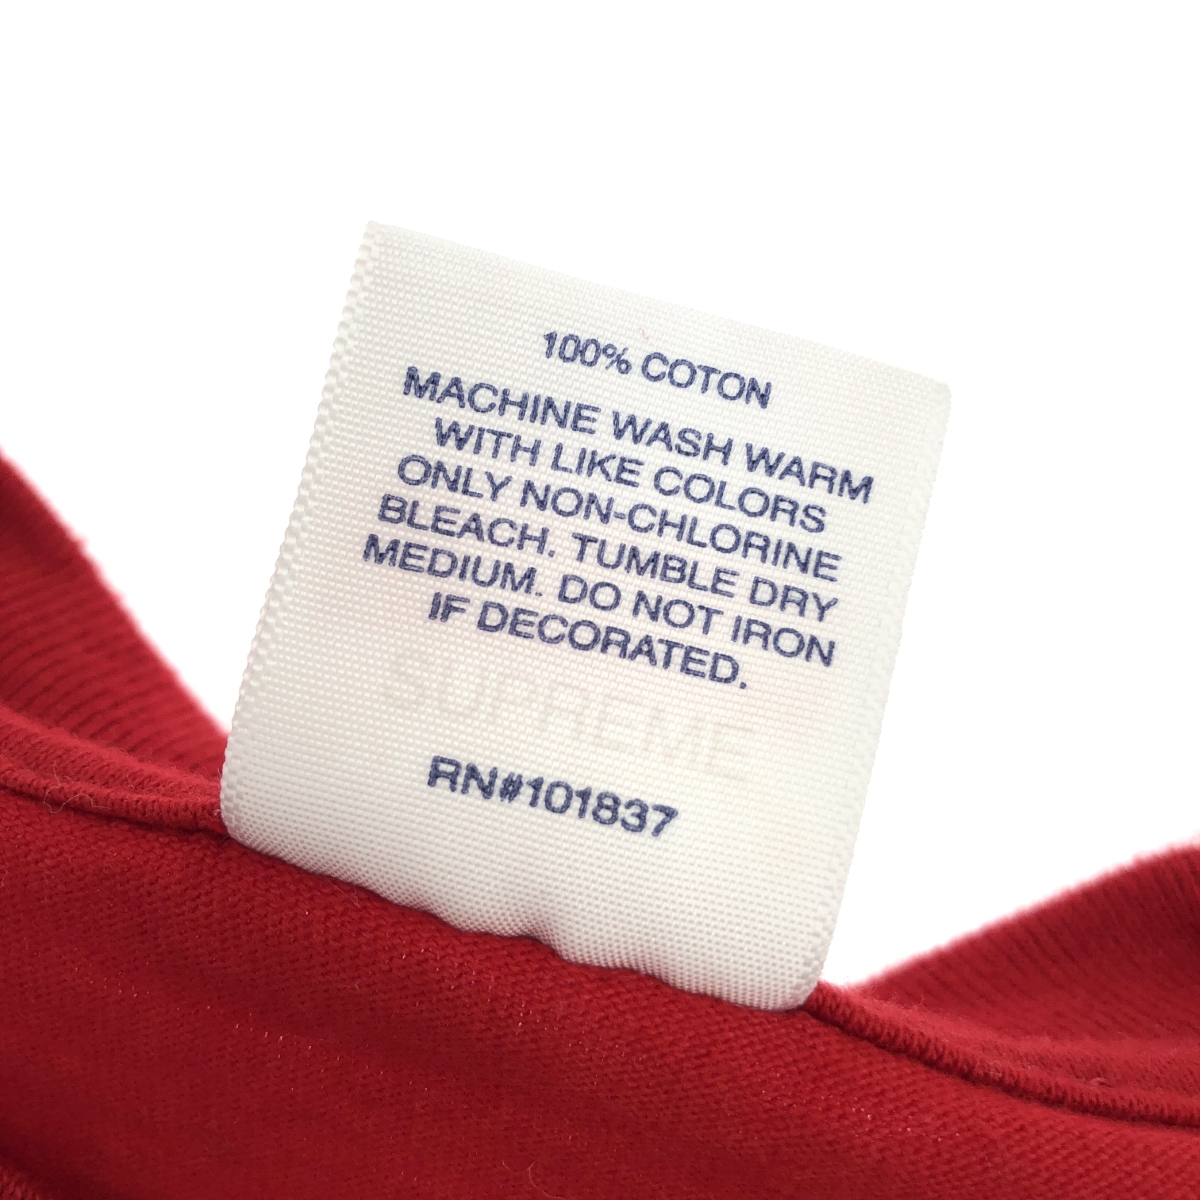 100% COTON
MACHINE WASH WARM
WITH LIKE COLORS
ONLY NON-CHLORINE
BLEACH. TUMBLE DRY
MEDIUM. DO NOT IRON
IF DECORATED.
SUPREME
RN#101837